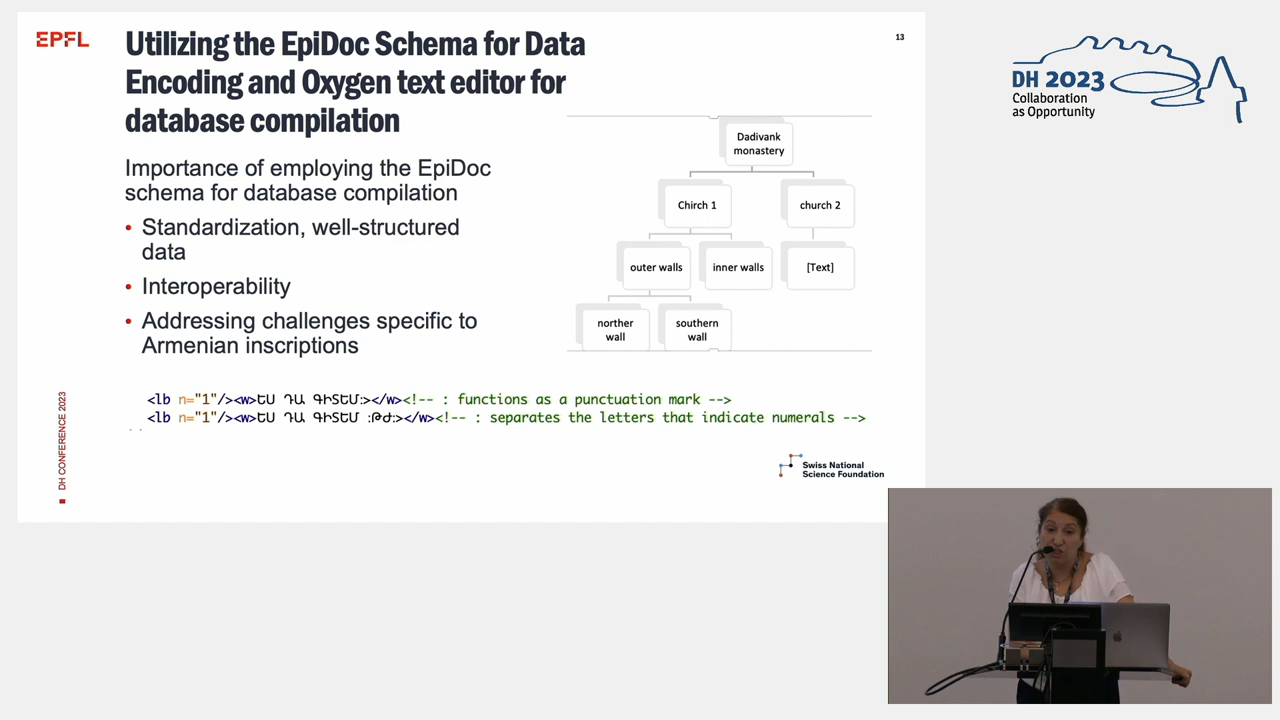 EPFL
Utilizing the EpiDoc Schema for Data
Encoding and Oxygen text editor for
database compilation
13
Importance of employing the EpiDoc
schema for database compilation
• Standardization, well-structured
data
• Interoperability
• Addressing challenges specific to
Armenian inscriptions
Dadivank
monastery
Chirch 1
church 2
outer walls
inner walls
[Text]
norther
wall
southern
wall
<lb n="1"/><w>ԵՍ ԴԱ ԳԻՏԵՄ:></w><!-- : functions as a punctuation mark -->
<lb n="1"/><w>ԵՍ ԴԱ ԳԻՏԵՄ :ԹԺ:></w><!-- : separates the letters that indicate numerals -->
DH CONFERENCE 2023
Swiss National
Science Foundation
DH 2023
Collaboration
as Opportunity